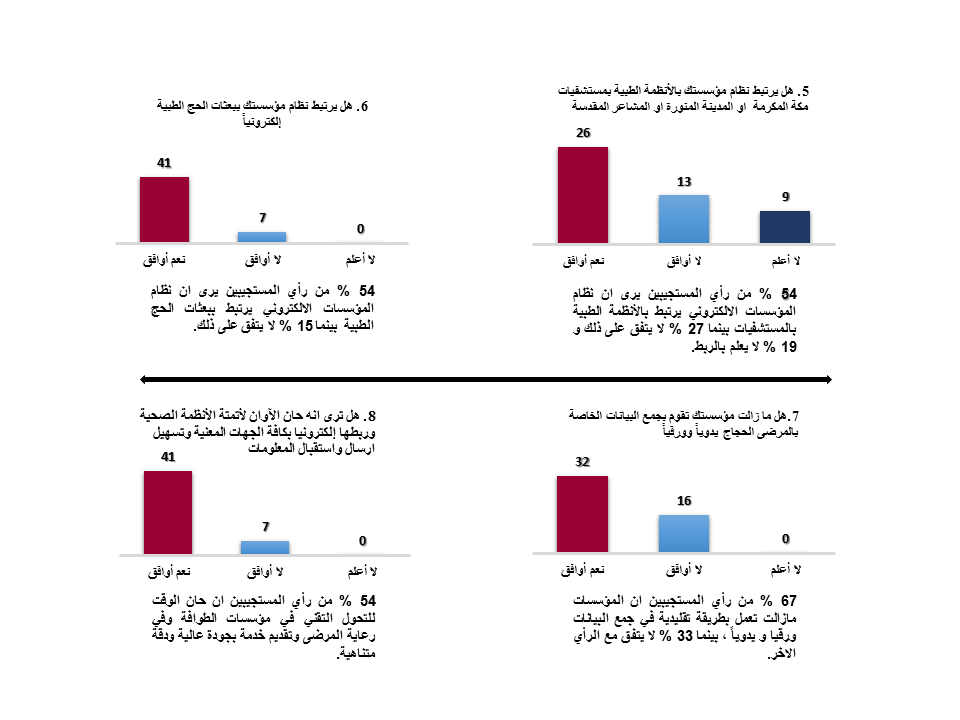 5. هل يرتبط نظام مؤسستك بالأنظمة الطبية بمستشفيات
مكة المكرمة او المدينة المنورة او المشاعر المقدسة
26
13
9
نعم أوافق
لا أوافق
لا أعلم
54 % من رأي المستجيبين يرى ان نظام
المؤسسات الالكتروني يرتبط بالأنظمة الطبية
بالمستشفيات بينما 27 % لا يتفق على ذلك و
19 % لا يعلم بالربط.
6. هل يرتبط نظام مؤسستك ببعثات الحج الطبية
إلكترونياً
41
7
0
نعم أوافق
لا أوافق
لا أعلم
54 % من رأي المستجيبين يرى ان نظام
المؤسسات الالكتروني يرتبط ببعثات الحج
الطبية بينما 15 % لا يتفق على ذلك.
7. هل ما زالت مؤسستك تقوم بجمع البيانات الخاصة
بالمرضى الحجاج يدوياً وورقياً
32
16
0
نعم أوافق
لا أوافق
لا أعلم
67 % من رأي المستجيبين ان المؤسسات
مازالت تعمل بطريقة تقليدية في جمع البيانات
ورقيا و يدوياً ، بينما 33 % لا يتفق مع الرأي
الاخر.
8. هل ترى انه حان الآوان لأتمتة الأنظمة الصحية
وربطها إلكترونيا بكافة الجهات المعنية وتسهيل
ارسال واستقبال المعلومات
41
7
0
نعم أوافق
لا أوافق
لا أعلم
54 % من رأي المستجيبين ان حان الوقت
للتحول التقني في مؤسسات الطوافة وفي
رعاية المرضى وتقديم خدمة بجودة عالية ودقة
متناهية.